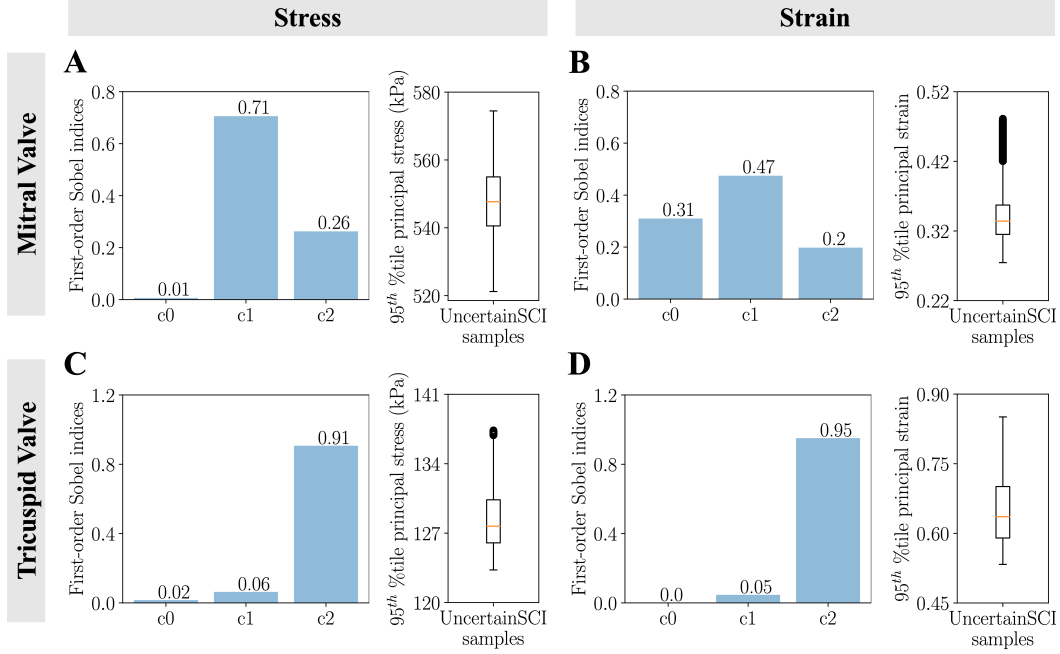 Stress
Strain
Mitral Valve
Tricuspid Valve
A
First-order Sobel indices
0.8
0.6
0.4
0.2
0.0
0.01
0.71
0.26
c0
c1
c2
95th %tile principal stress (kPa)
580
560
540
520
UncertainSCI
samples
B
First-order Sobel indices
0.8
0.6
0.4
0.2
0.0
0.31
0.47
0.2
c0
c1
c2
95th %tile principal strain
0.52
0.42
0.32
0.22
UncertainSCI
samples
C
First-order Sobel indices
1.2
0.8
0.4
0.0
0.02
0.06
0.91
c0
c1
c2
95th %tile principal stress (kPa)
141
134
127
120
UncertainSCI
samples
D
First-order Sobel indices
1.2
0.8
0.4
0.0
0.0
0.05
0.95
c0
c1
c2
95th %tile principal strain
0.90
0.75
0.60
0.45
UncertainSCI
samples